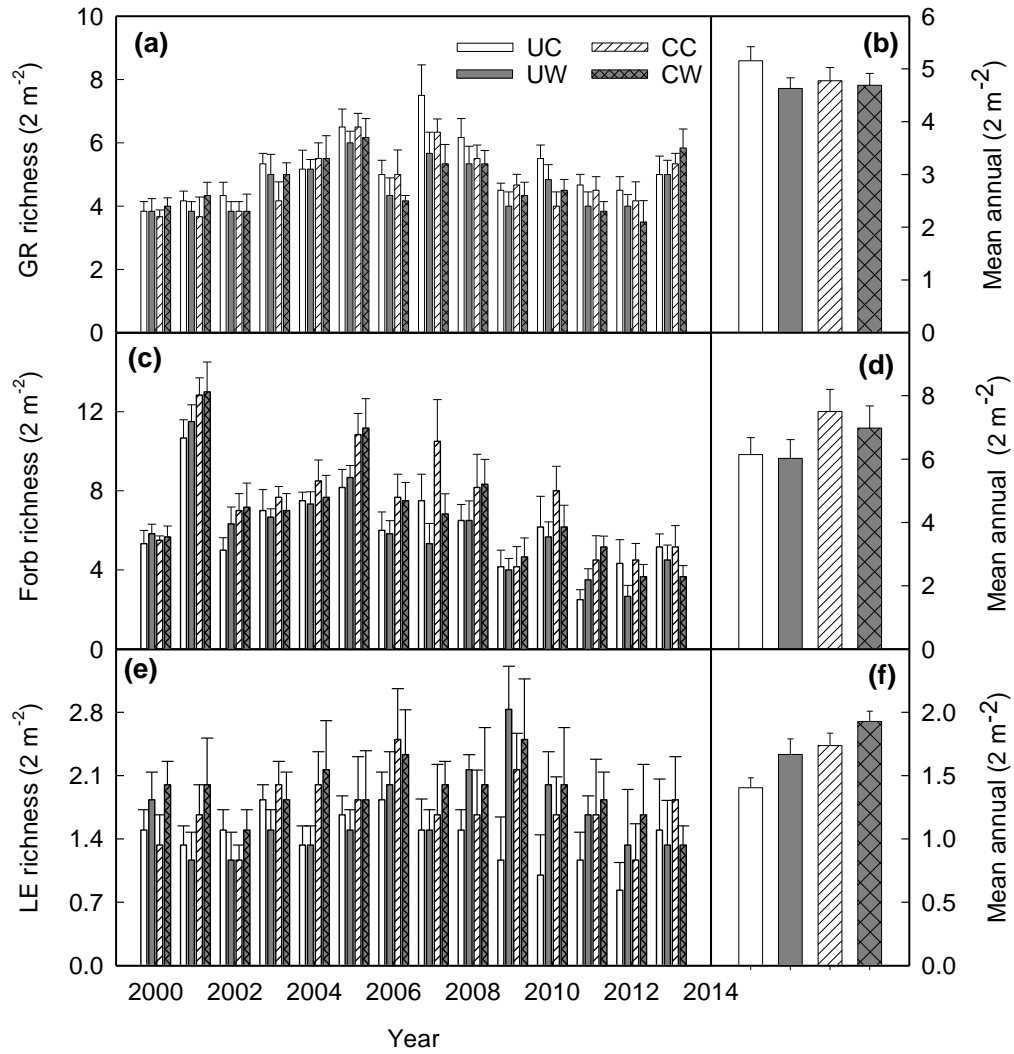 (a)
UC
CC
UW
CW
(b)
10
8
6
4
2
0
GR richness (2 m⁻²)
6
5
4
3
2
1
0
Mean annual (2 m⁻²)
(c)
(d)
12
8
4
0
Forb richness (2 m⁻²)
8
6
4
2
0
Mean annual (2 m⁻²)
(e)
(f)
2.8
2.1
1.4
0.7
0.0
LE richness (2 m⁻²)
2.0
1.5
1.0
0.5
0.0
Mean annual (2 m⁻²)
2000 2002 2004 2006 2008 2010 2012 2014
Year